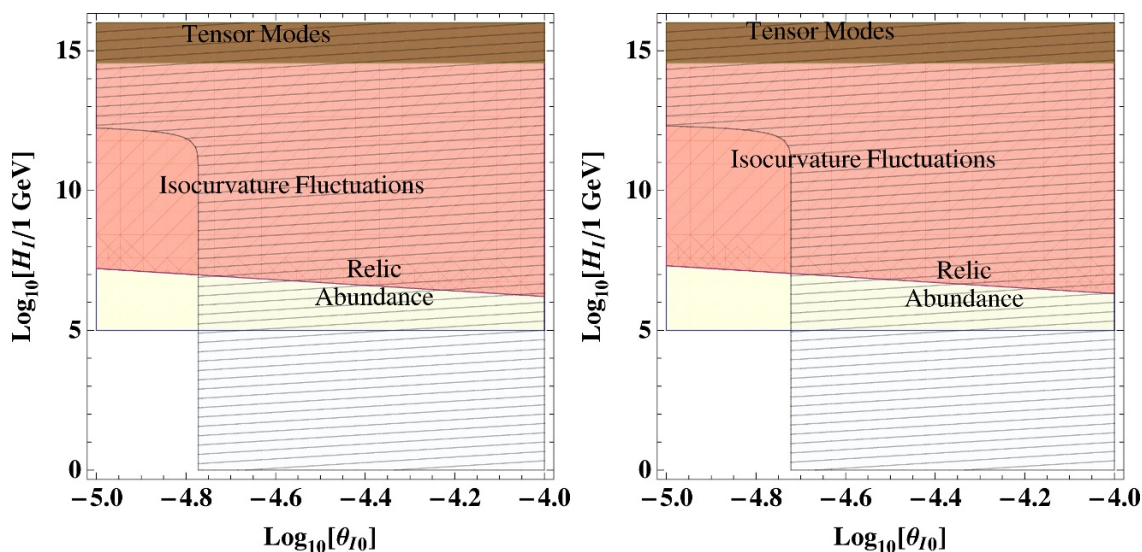 Tensor Modes
Isocurvature Fluctuations
Relic
Abundance
15
10
5
0
Log10[HI/1 GeV]
−5.0 −4.8 −4.6 −4.4 −4.2 −4.0
Log10[θI0]
Tensor Modes
Isocurvature Fluctuations
Relic
Abundance
15
10
5
0
Log10[HI/1 GeV]
−5.0 −4.8 −4.6 −4.4 −4.2 −4.0
Log10[θI0]